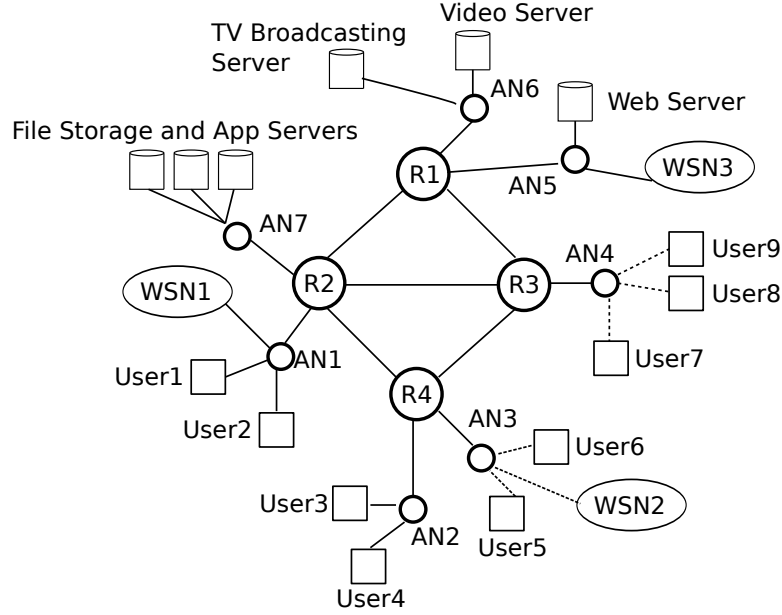 Video Server
TV Broadcasting
Server
AN6
Web Server
File Storage and App Servers
R1
AN5
WSN3
AN7
AN4
User9
R2
R3
WSN1
User8
AN1
User7
User1
R4
AN3
User2
User6
User3
WSN2
AN2
User5
User4